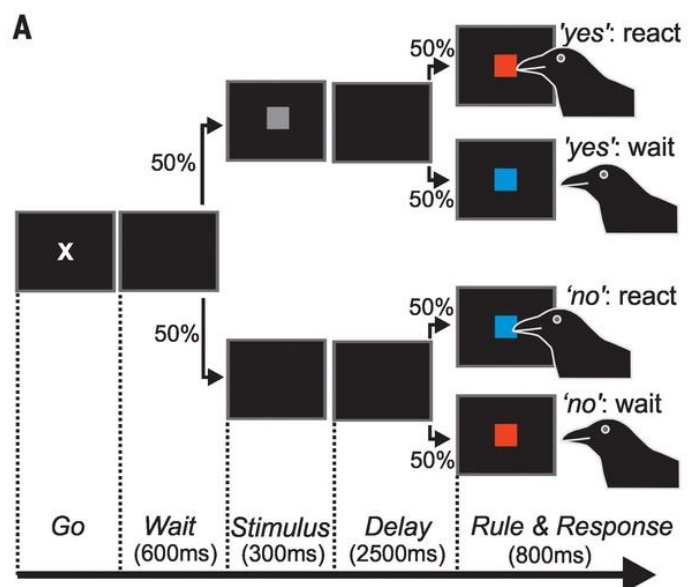 A
50%
'yes': react
50%
'yes': wait
50%
x
50%
50%
'no': react
50%
'no': wait
Go
Wait
Stimulus
Delay
Rule & Response
(600ms)
(300ms)
(2500ms)
(800ms)